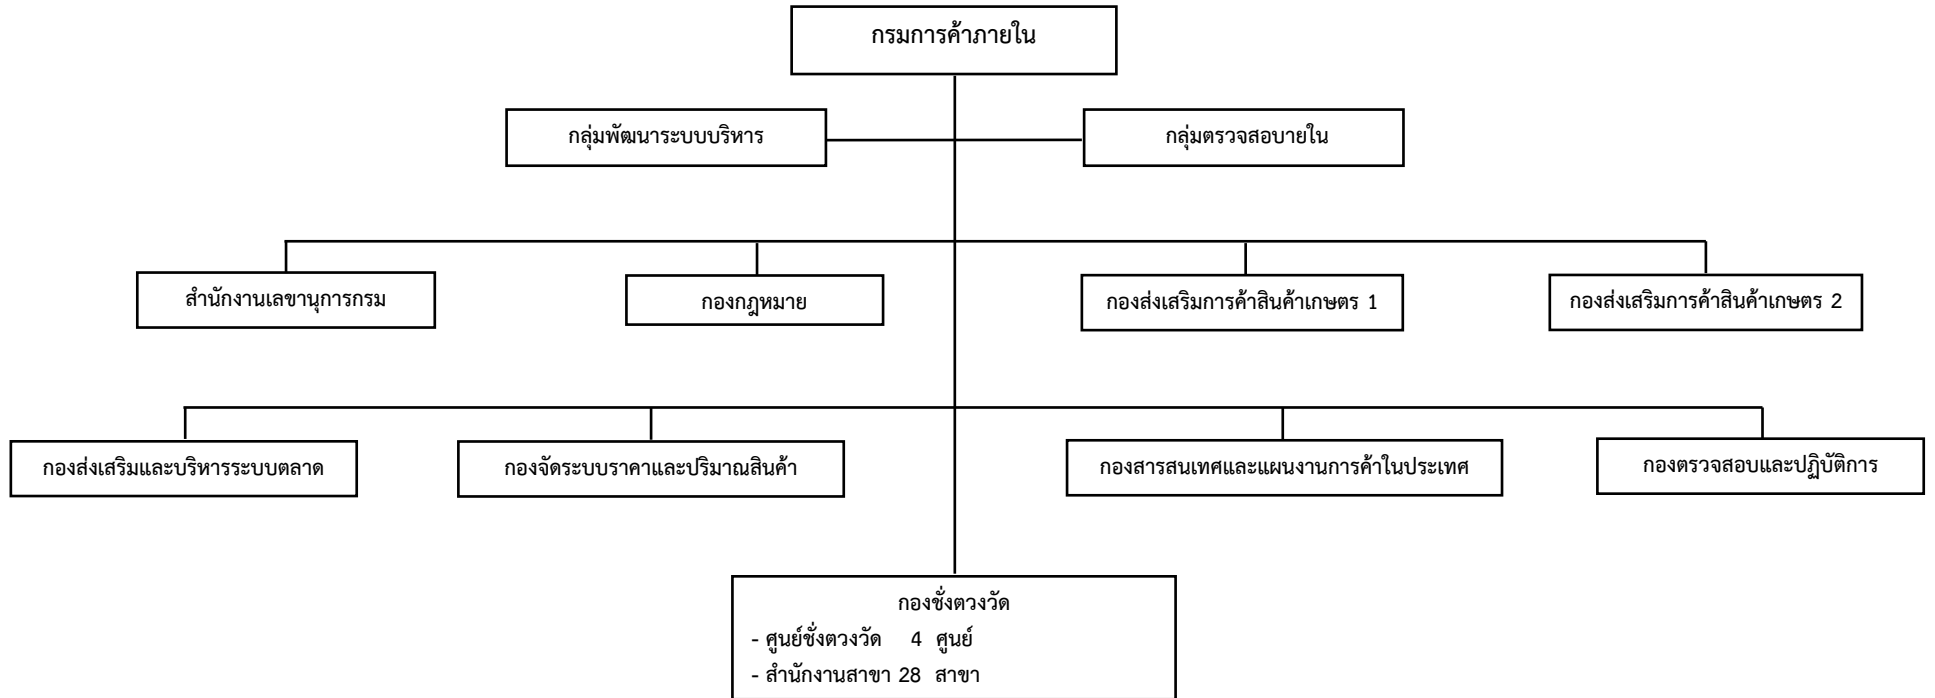 กรมการค้าภายใน
กลุ่มพัฒนาระบบบริหาร
กลุ่มตรวจสอบายใน
สำนักงานเลขานุการกรม
กองกฎหมาย
กองส่งเสริมการค้าสินค้าเกษตร 1
กองส่งเสริมการค้าสินค้าเกษตร 2
กองส่งเสริมและบริหารระบบตลาด
กองจัดระบบราคาและปริมาณสินค้า
กองสารสนเทศและแผนงานการค้าในประเทศ
กองตรวจสอบและปฏิบัติการ
กองชั่งตวงวัด
- ศูนย์ชั่งตวงวัด 4 ศูนย์
- สำนักงานสาขา 28 สาขา